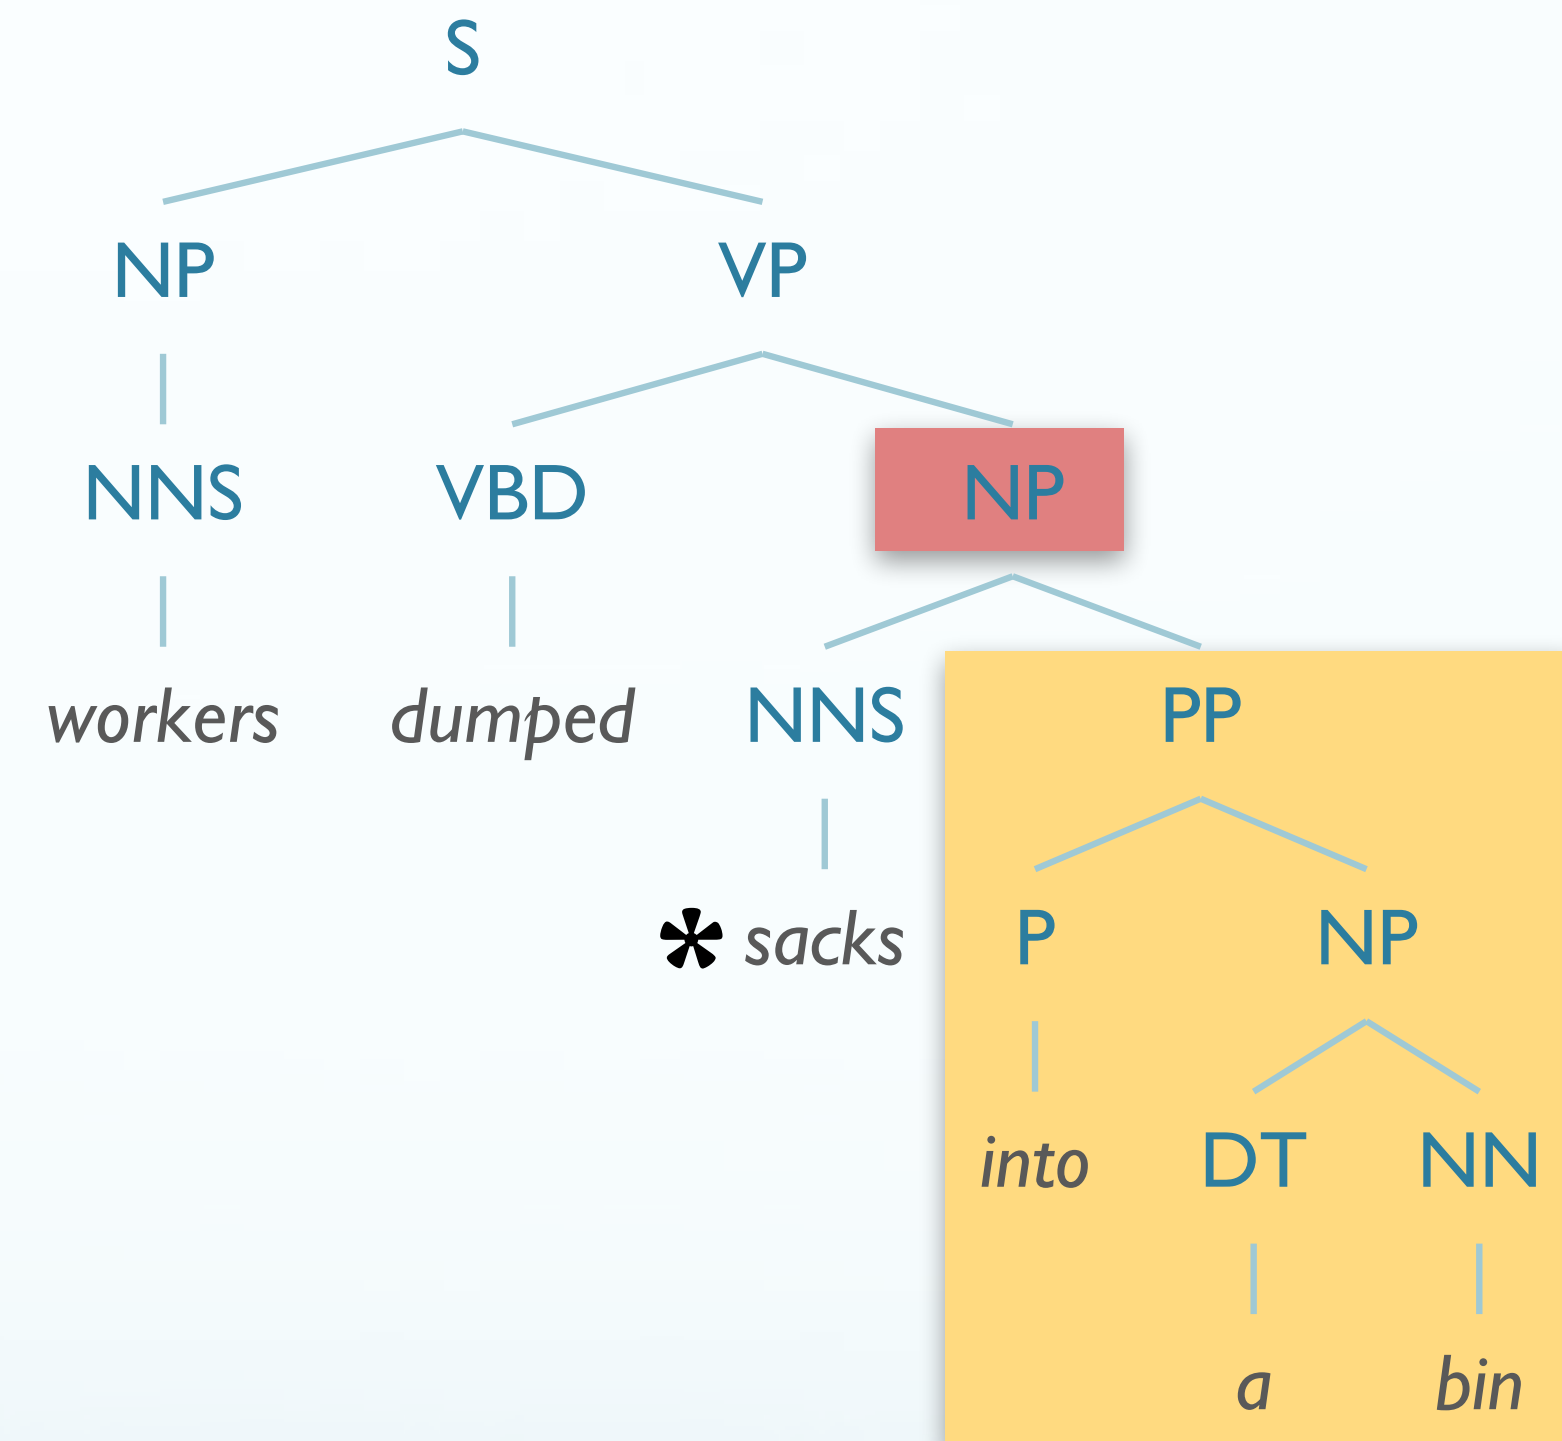 S
NP VP
NNS VBD NP
workers dumped NNS PP
* sacks P NP
into DT NN
a bin